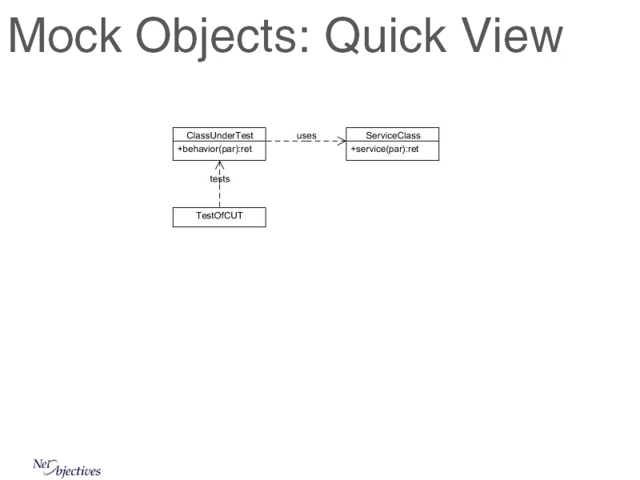 Mock Objects: Quick View
ClassUnderTest
+behavior(par):ret
uses
ServiceClass
+service(par):ret
tests
TestOfCUT
Net Objectives